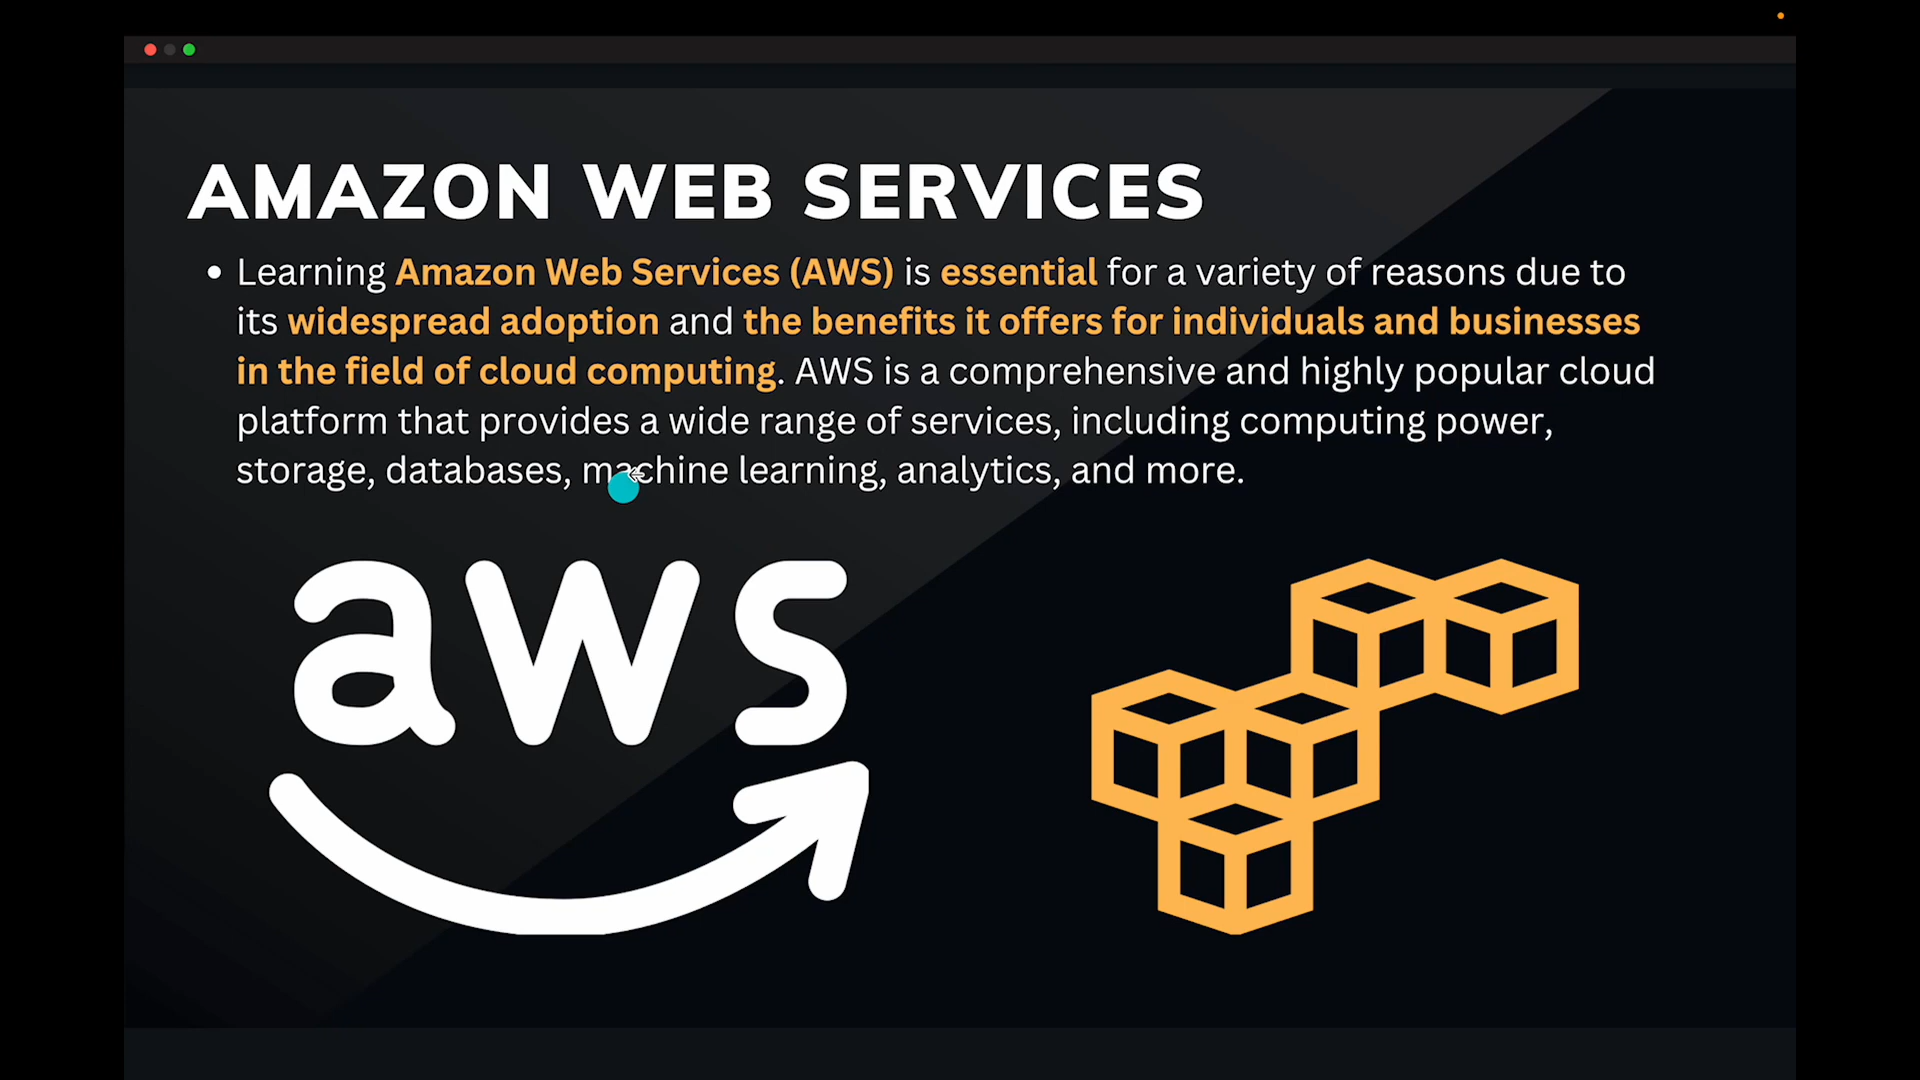 AMAZON WEB SERVICES
• Learning Amazon Web Services (AWS) is essential for a variety of reasons due to
its widespread adoption and the benefits it offers for individuals and businesses
in the field of cloud computing. AWS is a comprehensive and highly popular cloud
platform that provides a wide range of services, including computing power,
storage, databases, machine learning, analytics, and more.
aws